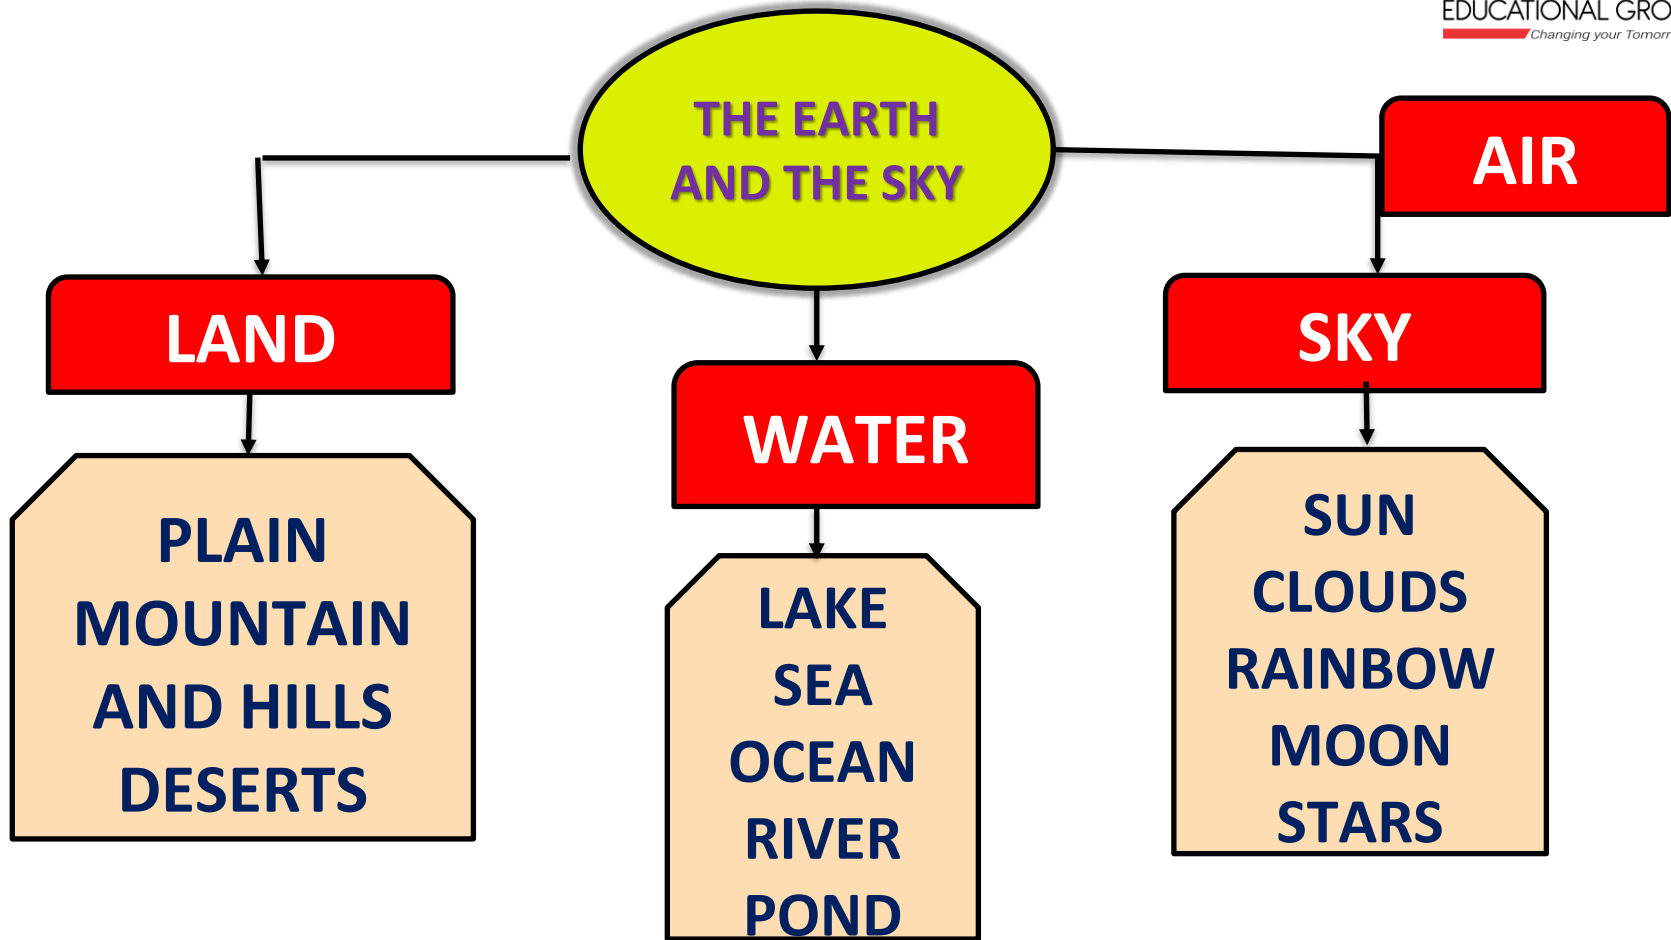 EDUCATIONAL GRO
Changing your Tomorr
THE EARTH
AND THE SKY
AIR
LAND
WATER
SKY
PLAIN
MOUNTAIN
AND HILLS
DESERTS
LAKE
SEA
OCEAN
RIVER
POND
SUN
CLOUDS
RAINBOW
MOON
STARS